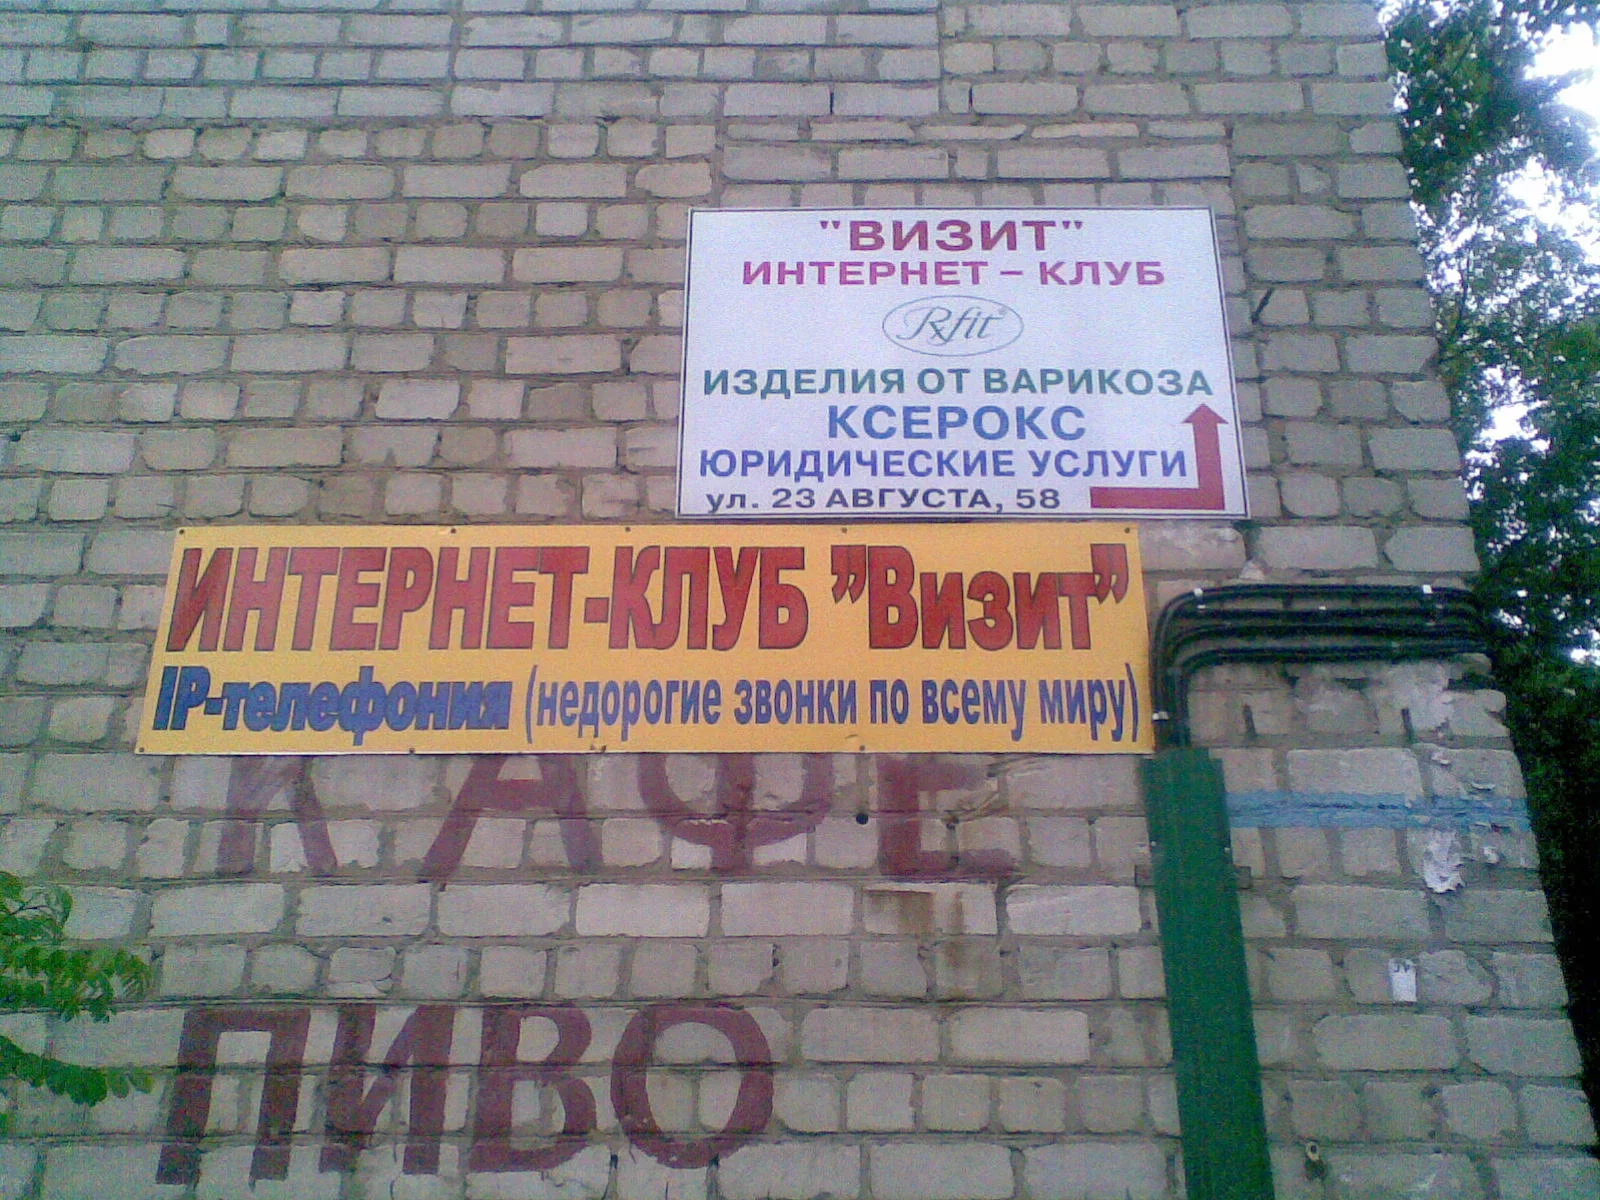 "ВИЗИТ"
ИНТЕРНЕТ – КЛУБ
Rxfit®
ИЗДЕЛИЯ ОТ ВАРИКОЗА
КСЕРОКС
ЮРИДИЧЕСКИЕ УСЛУГИ
ул. 23 АВГУСТА, 58
ИНТЕРНЕТ-КЛУБ ”Визит”
IP-телефония (недорогие звонки по всему миру)
КАФЕ
ПИВО